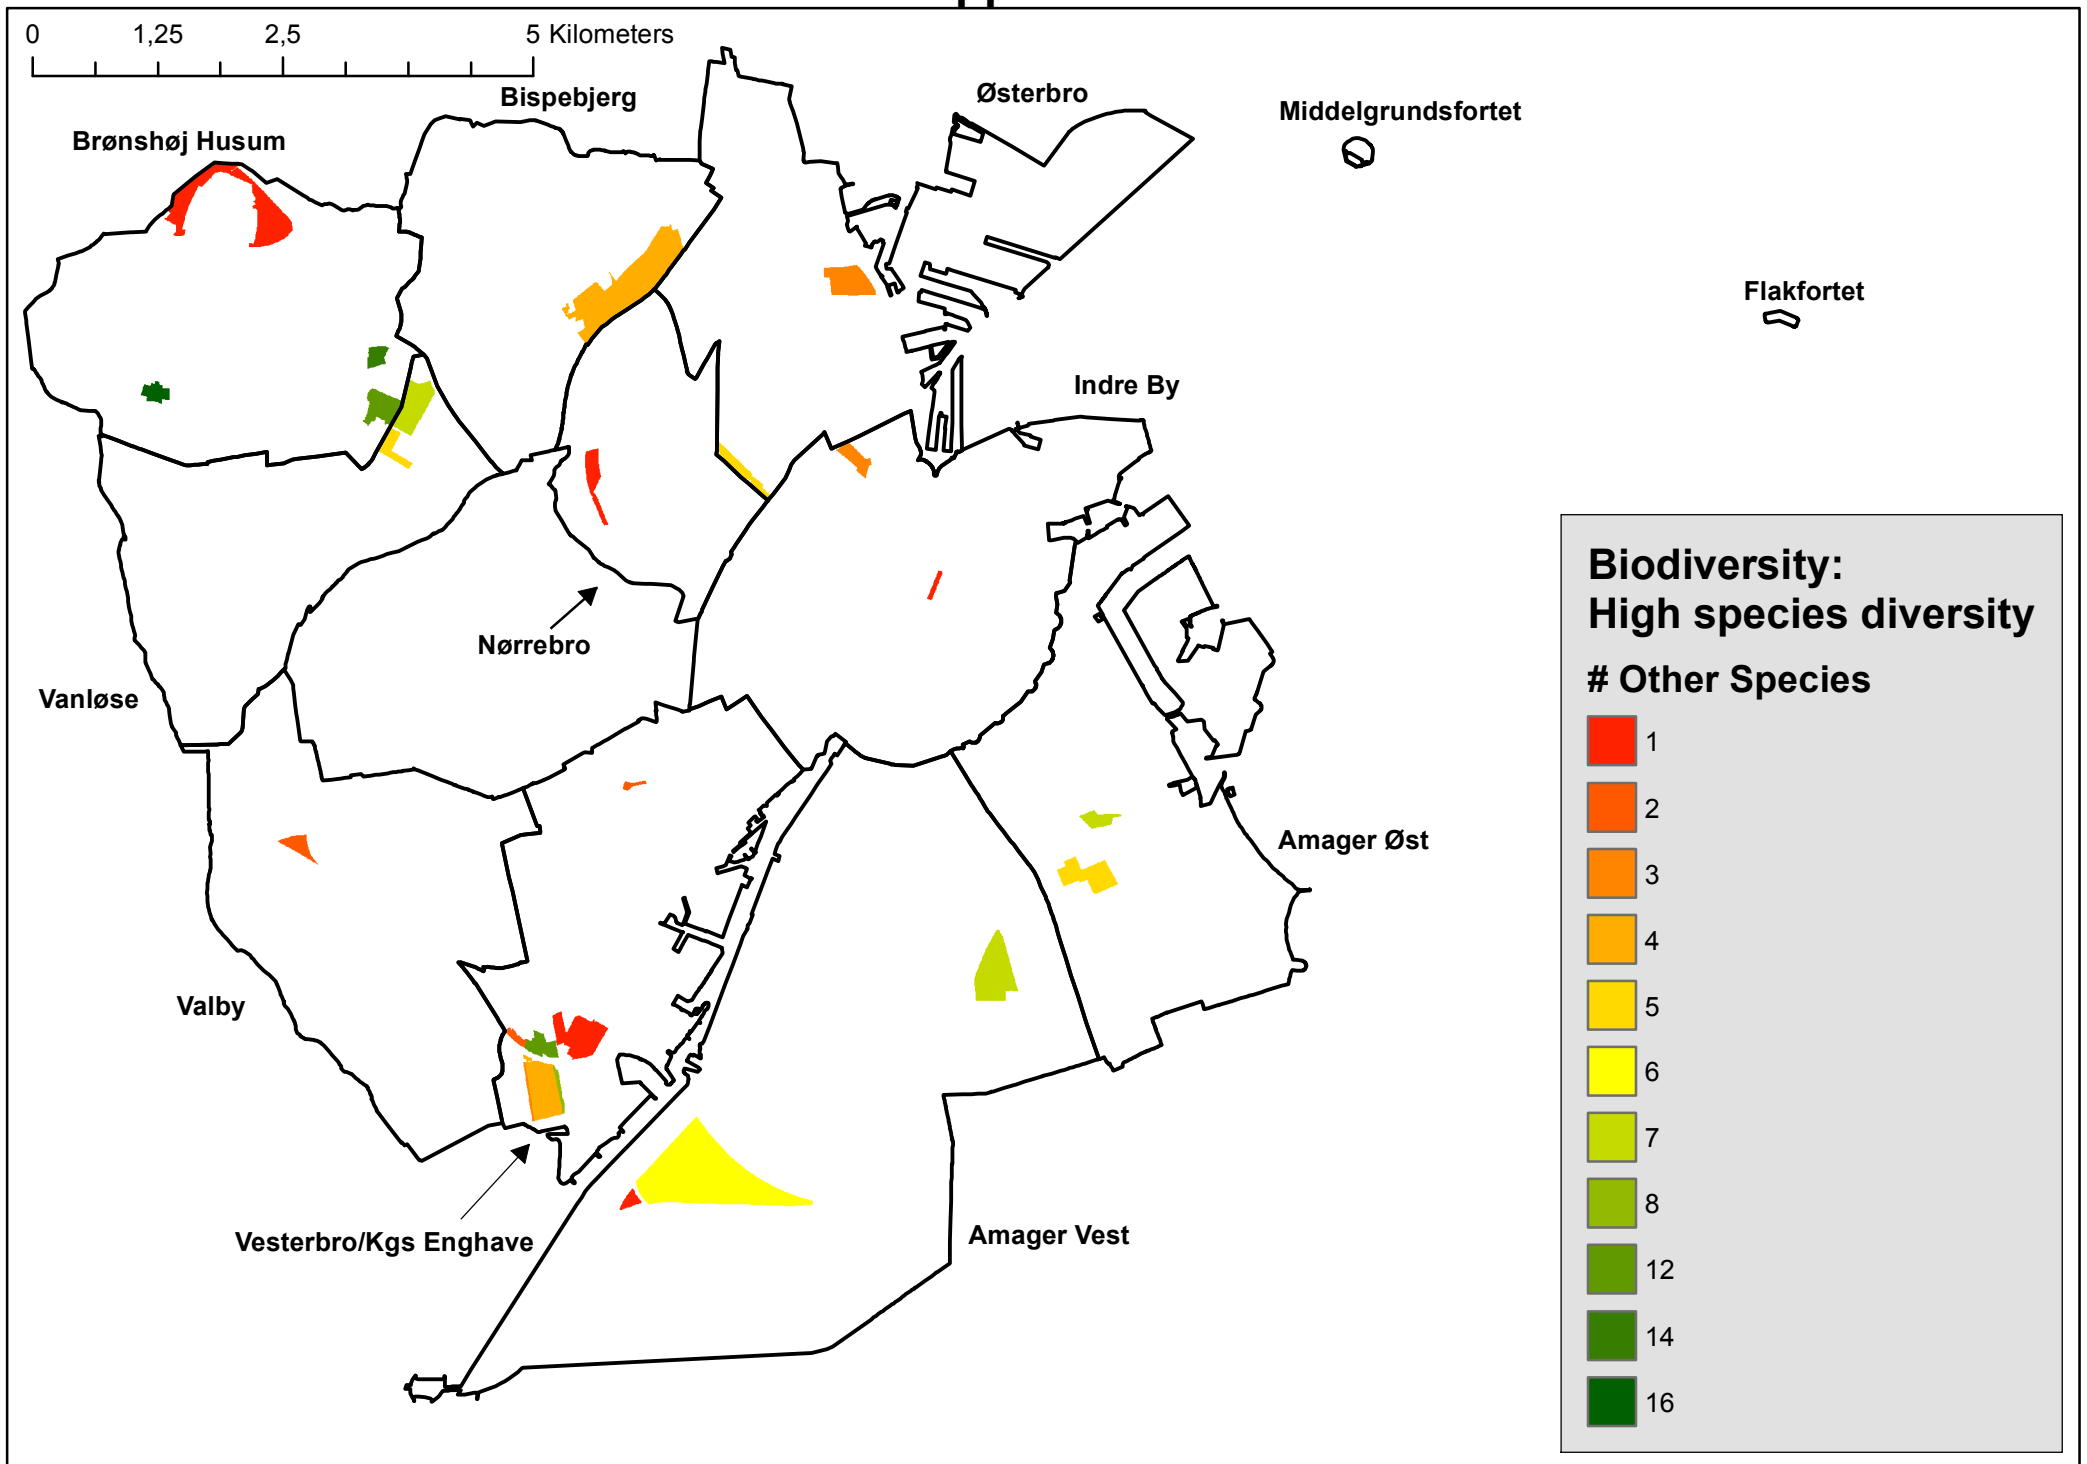 0 1,25 2,5 5 Kilometers
Bispebjerg
Østerbro
Middelgrundsfortet
Brønshøj Husum
Flakfortet
Indre By
Nørrebro
Vanløse
Amager Øst
Valby
Vesterbro/Kgs Enghave
Amager Vest
Biodiversity:
High species diversity
# Other Species
1
2
3
4
5
6
7
8
12
14
16